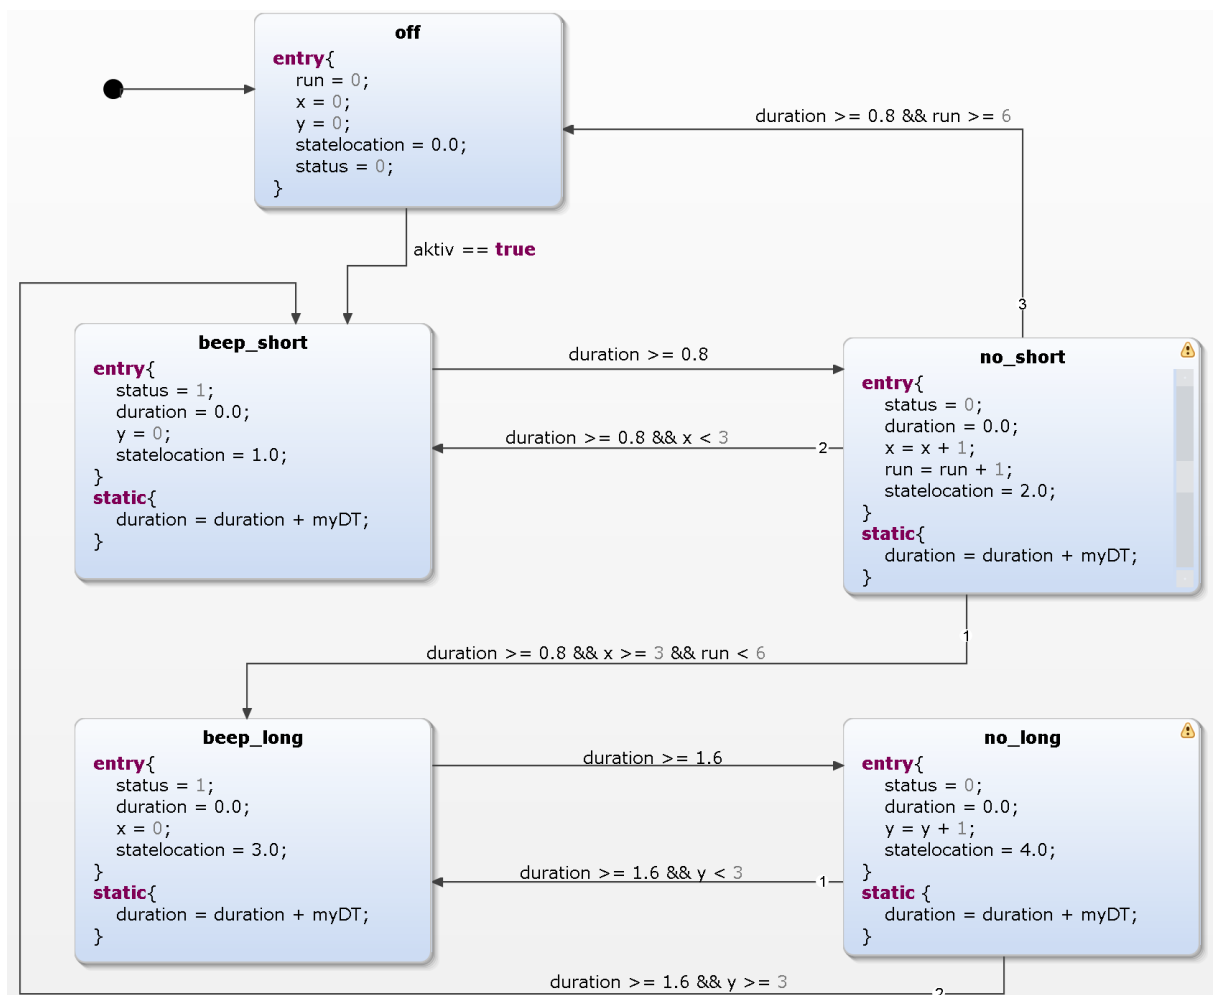 off
entry{
run = 0;
x = 0;
y = 0;
statelocation = 0.0;
status = 0;
}
duration >= 0.8 && run >= 6
3
aktiv == true
beep_short
entry{
status = 1;
duration = 0.0;
y = 0;
statelocation = 1.0;
}
static{
duration = duration + myDT;
}
duration >= 0.8
duration >= 0.8 && x < 3
2
no_short
entry{
status = 0;
duration = 0.0;
x = x + 1;
run = run + 1;
statelocation = 2.0;
}
static{
duration = duration + myDT;
}
1
duration >= 0.8 && x >= 3 && run < 6
beep_long
entry{
status = 1;
duration = 0.0;
x = 0;
statelocation = 3.0;
}
static{
duration = duration + myDT;
}
duration >= 1.6
duration >= 1.6 && y < 3
1
no_long
entry{
status = 0;
duration = 0.0;
y = y + 1;
statelocation = 4.0;
}
static {
duration = duration + myDT;
}
duration >= 1.6 && y >= 3
2